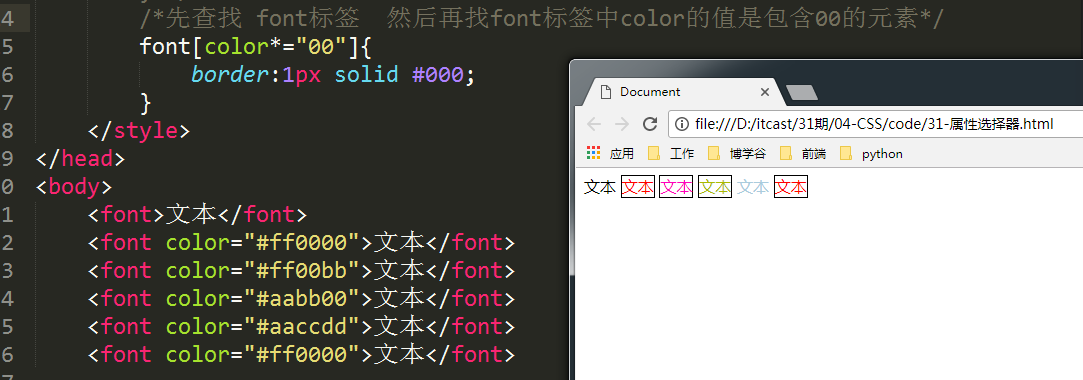 4 /*先查找 font标签 然后再找font标签中color的值是包含00的元素*/
5 font[color*="00"]{
6 border:1px solid #000;
7 }
8 </style>
9 </head>
0 <body>
1 <font>文本</font>
2 <font color="#ff0000">文本</font>
3 <font color="#ff00bb">文本</font>
4 <font color="#aabb00">文本</font>
5 <font color="#aaccdd">文本</font>
6 <font color="#ff0000">文本</font>
Document
file:///D:/itcast/31期/04-CSS/code/31-属性选择器.html
应用 工作 博学谷 前端 python
文本 文本 文本 文本 文本 文本